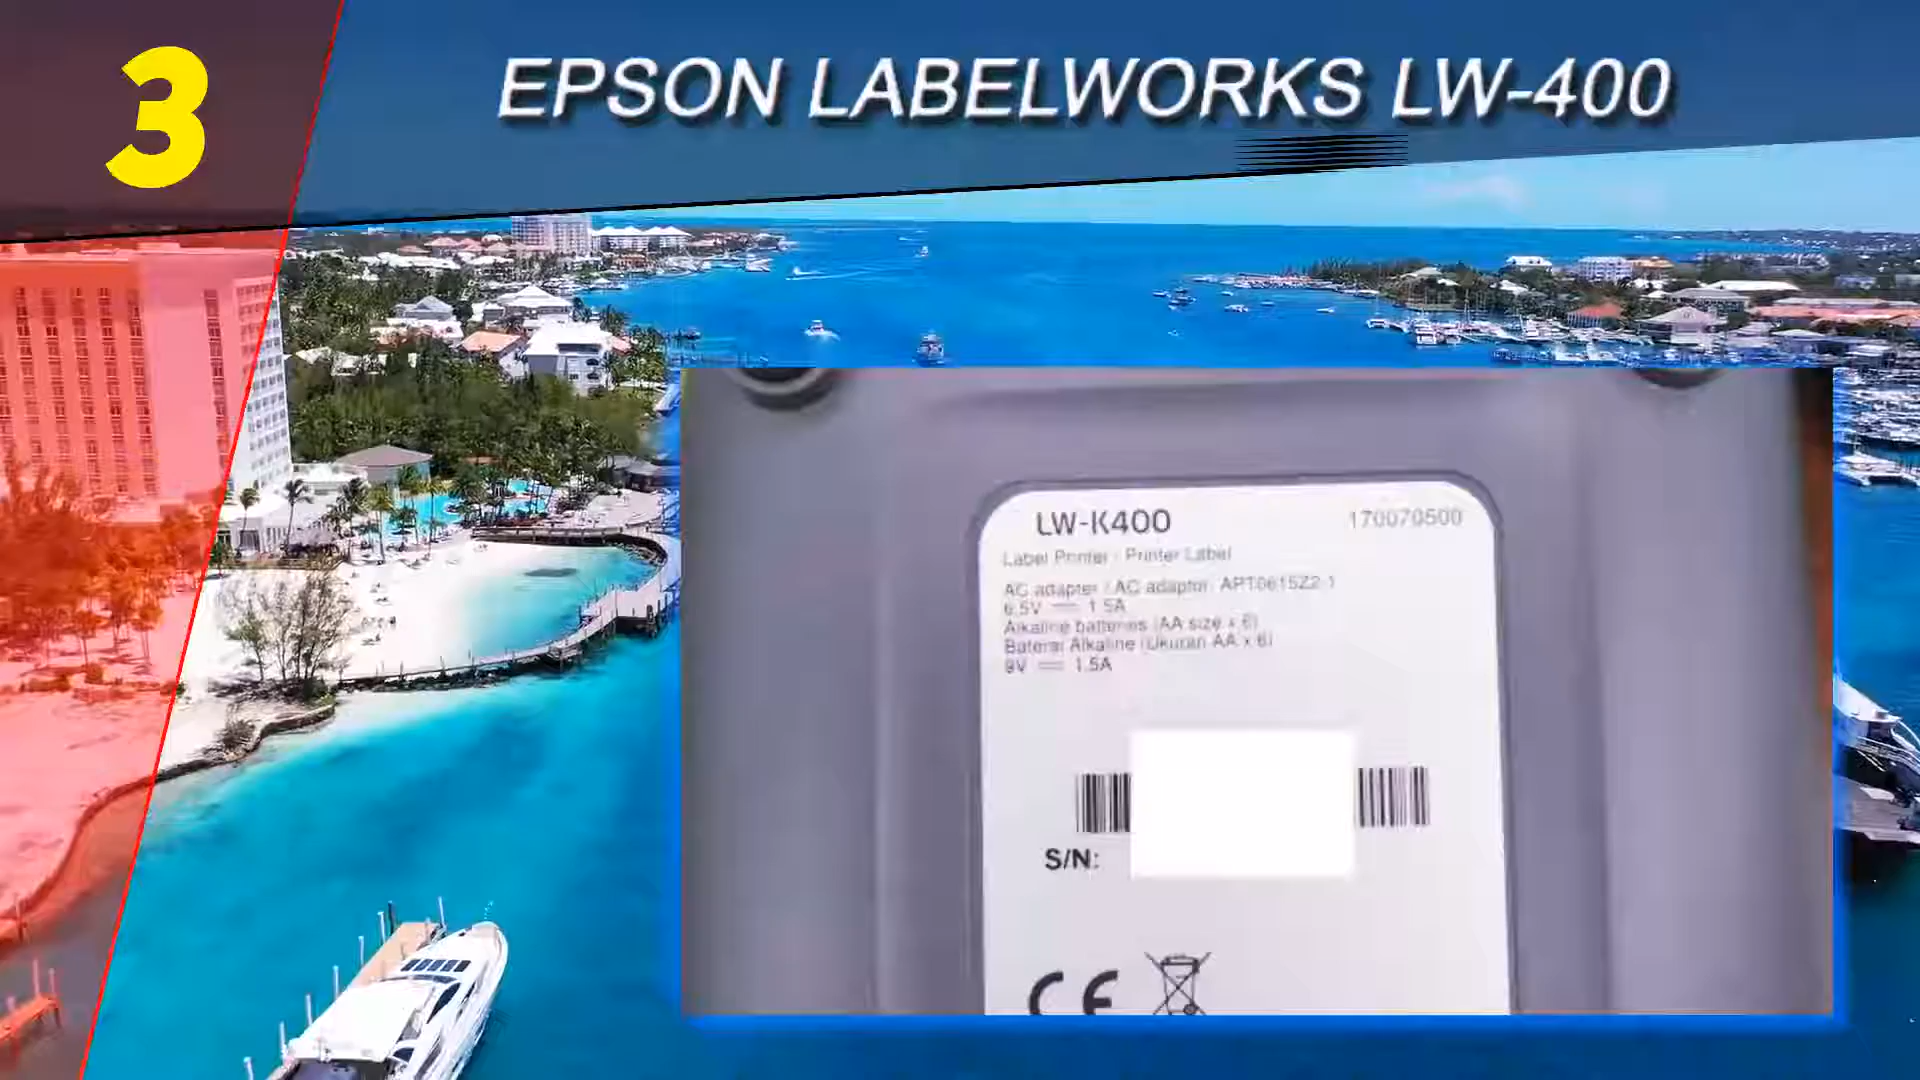 3
EPSON LABELWORKS LW-400
LW-K400
170070500
Label Printer / Printer Label
AC adapter / AC adaptor: APT0615Z2-1
6.5V ⎓ 1.5A
Alkaline batteries (AA size x 6)
Baterai Alkaline (Ukuran AA x 6)
9V ⎓ 1.5A
S/N:
CE